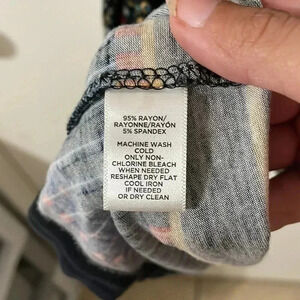 95% RAYON/
RAYONNE/RAYÓN
5% SPANDEX
MACHINE WASH
COLD
ONLY NON-
CHLORINE BLEACH
WHEN NEEDED
RESHAPE DRY FLAT
COOL IRON
IF NEEDED
OR DRY CLEAN